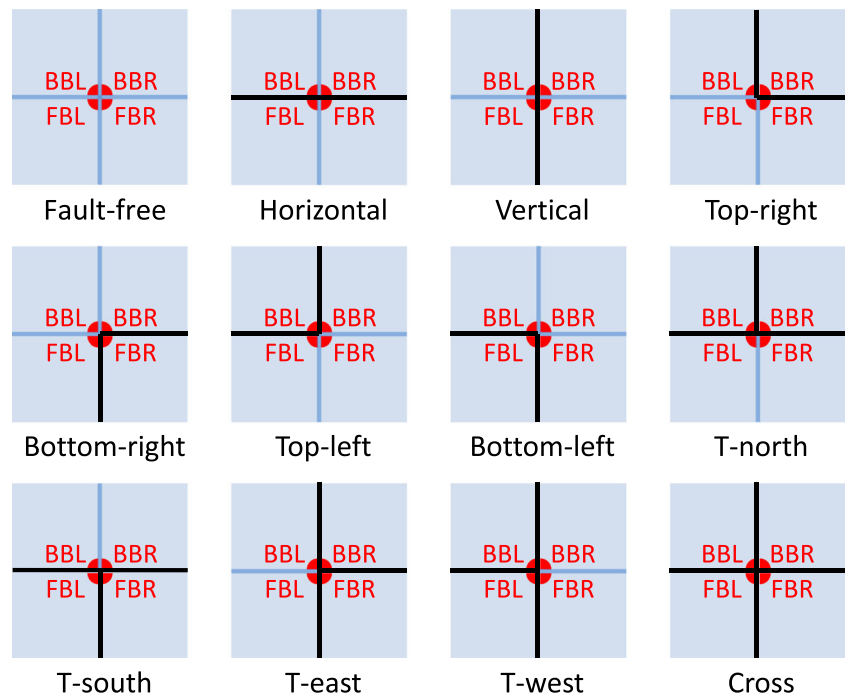 BBL BBR BBL BBR BBL BBR BBL BBR
FBL FBR FBL FBR FBL FBR FBL FBR
Fault-free Horizontal Vertical Top-right
BBL BBR BBL BBR BBL BBR BBL BBR
FBL FBR FBL FBR FBL FBR FBL FBR
Bottom-right Top-left Bottom-left T-north
BBL BBR BBL BBR BBL BBR BBL BBR
FBL FBR FBL FBR FBL FBR FBL FBR
T-south T-east T-west Cross